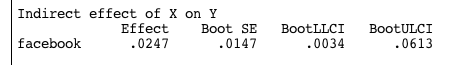 Indirect effect of X on Y
Effect Boot SE BootLLCI BootULCI
facebook .0247 .0147 .0034 .0613